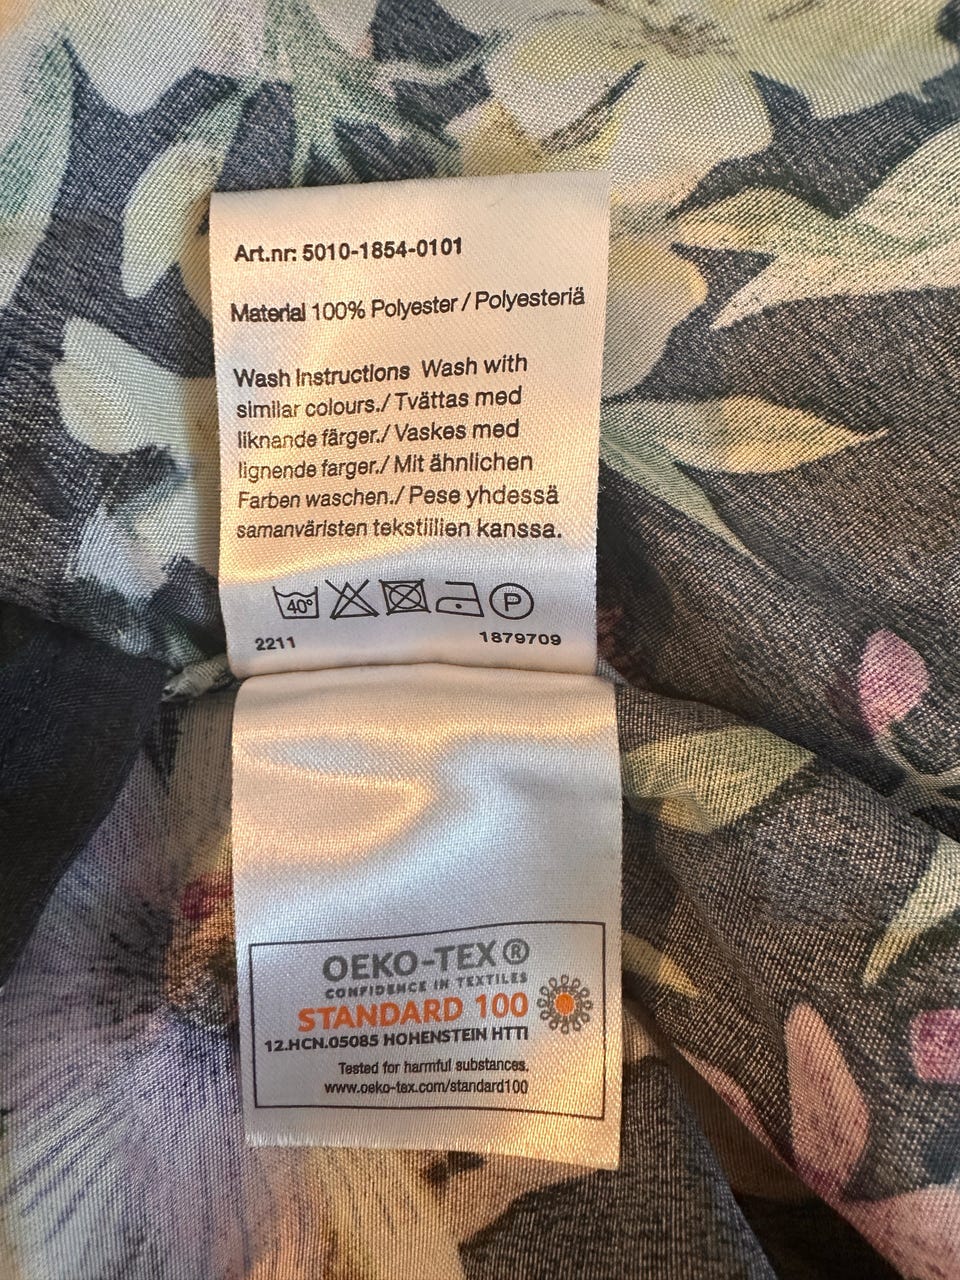 Art.nr: 5010-1854-0101
Material 100% Polyester / Polyesteriä
Wash Instructions Wash with
similar colours./ Tvättas med
liknande färger./ Vaskes med
lignende farger./ Mit ähnlichen
Farben waschen./ Pese yhdessä
samanväristen tekstiilien kanssa.
40° P
2211 1879709
OEKO-TEX®
CONFIDENCE IN TEXTILES
STANDARD 100
12.HCN.05085 HOHENSTEIN HTTI
Tested for harmful substances.
www.oeko-tex.com/standard100